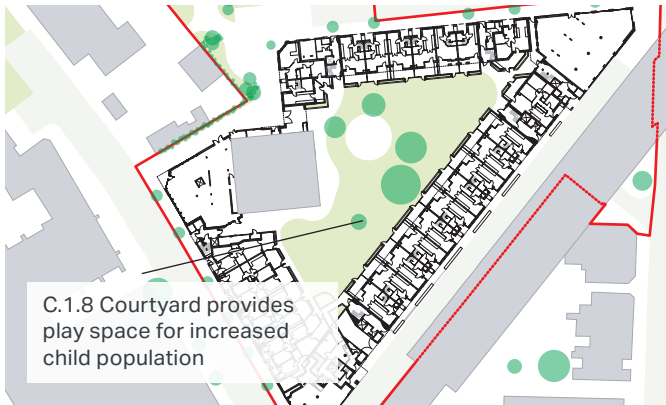 C.1.8 Courtyard provides
play space for increased
child population